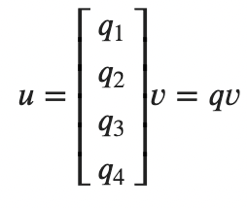 u = [ q₁ q₂ q₃ q₄ ] v = qv